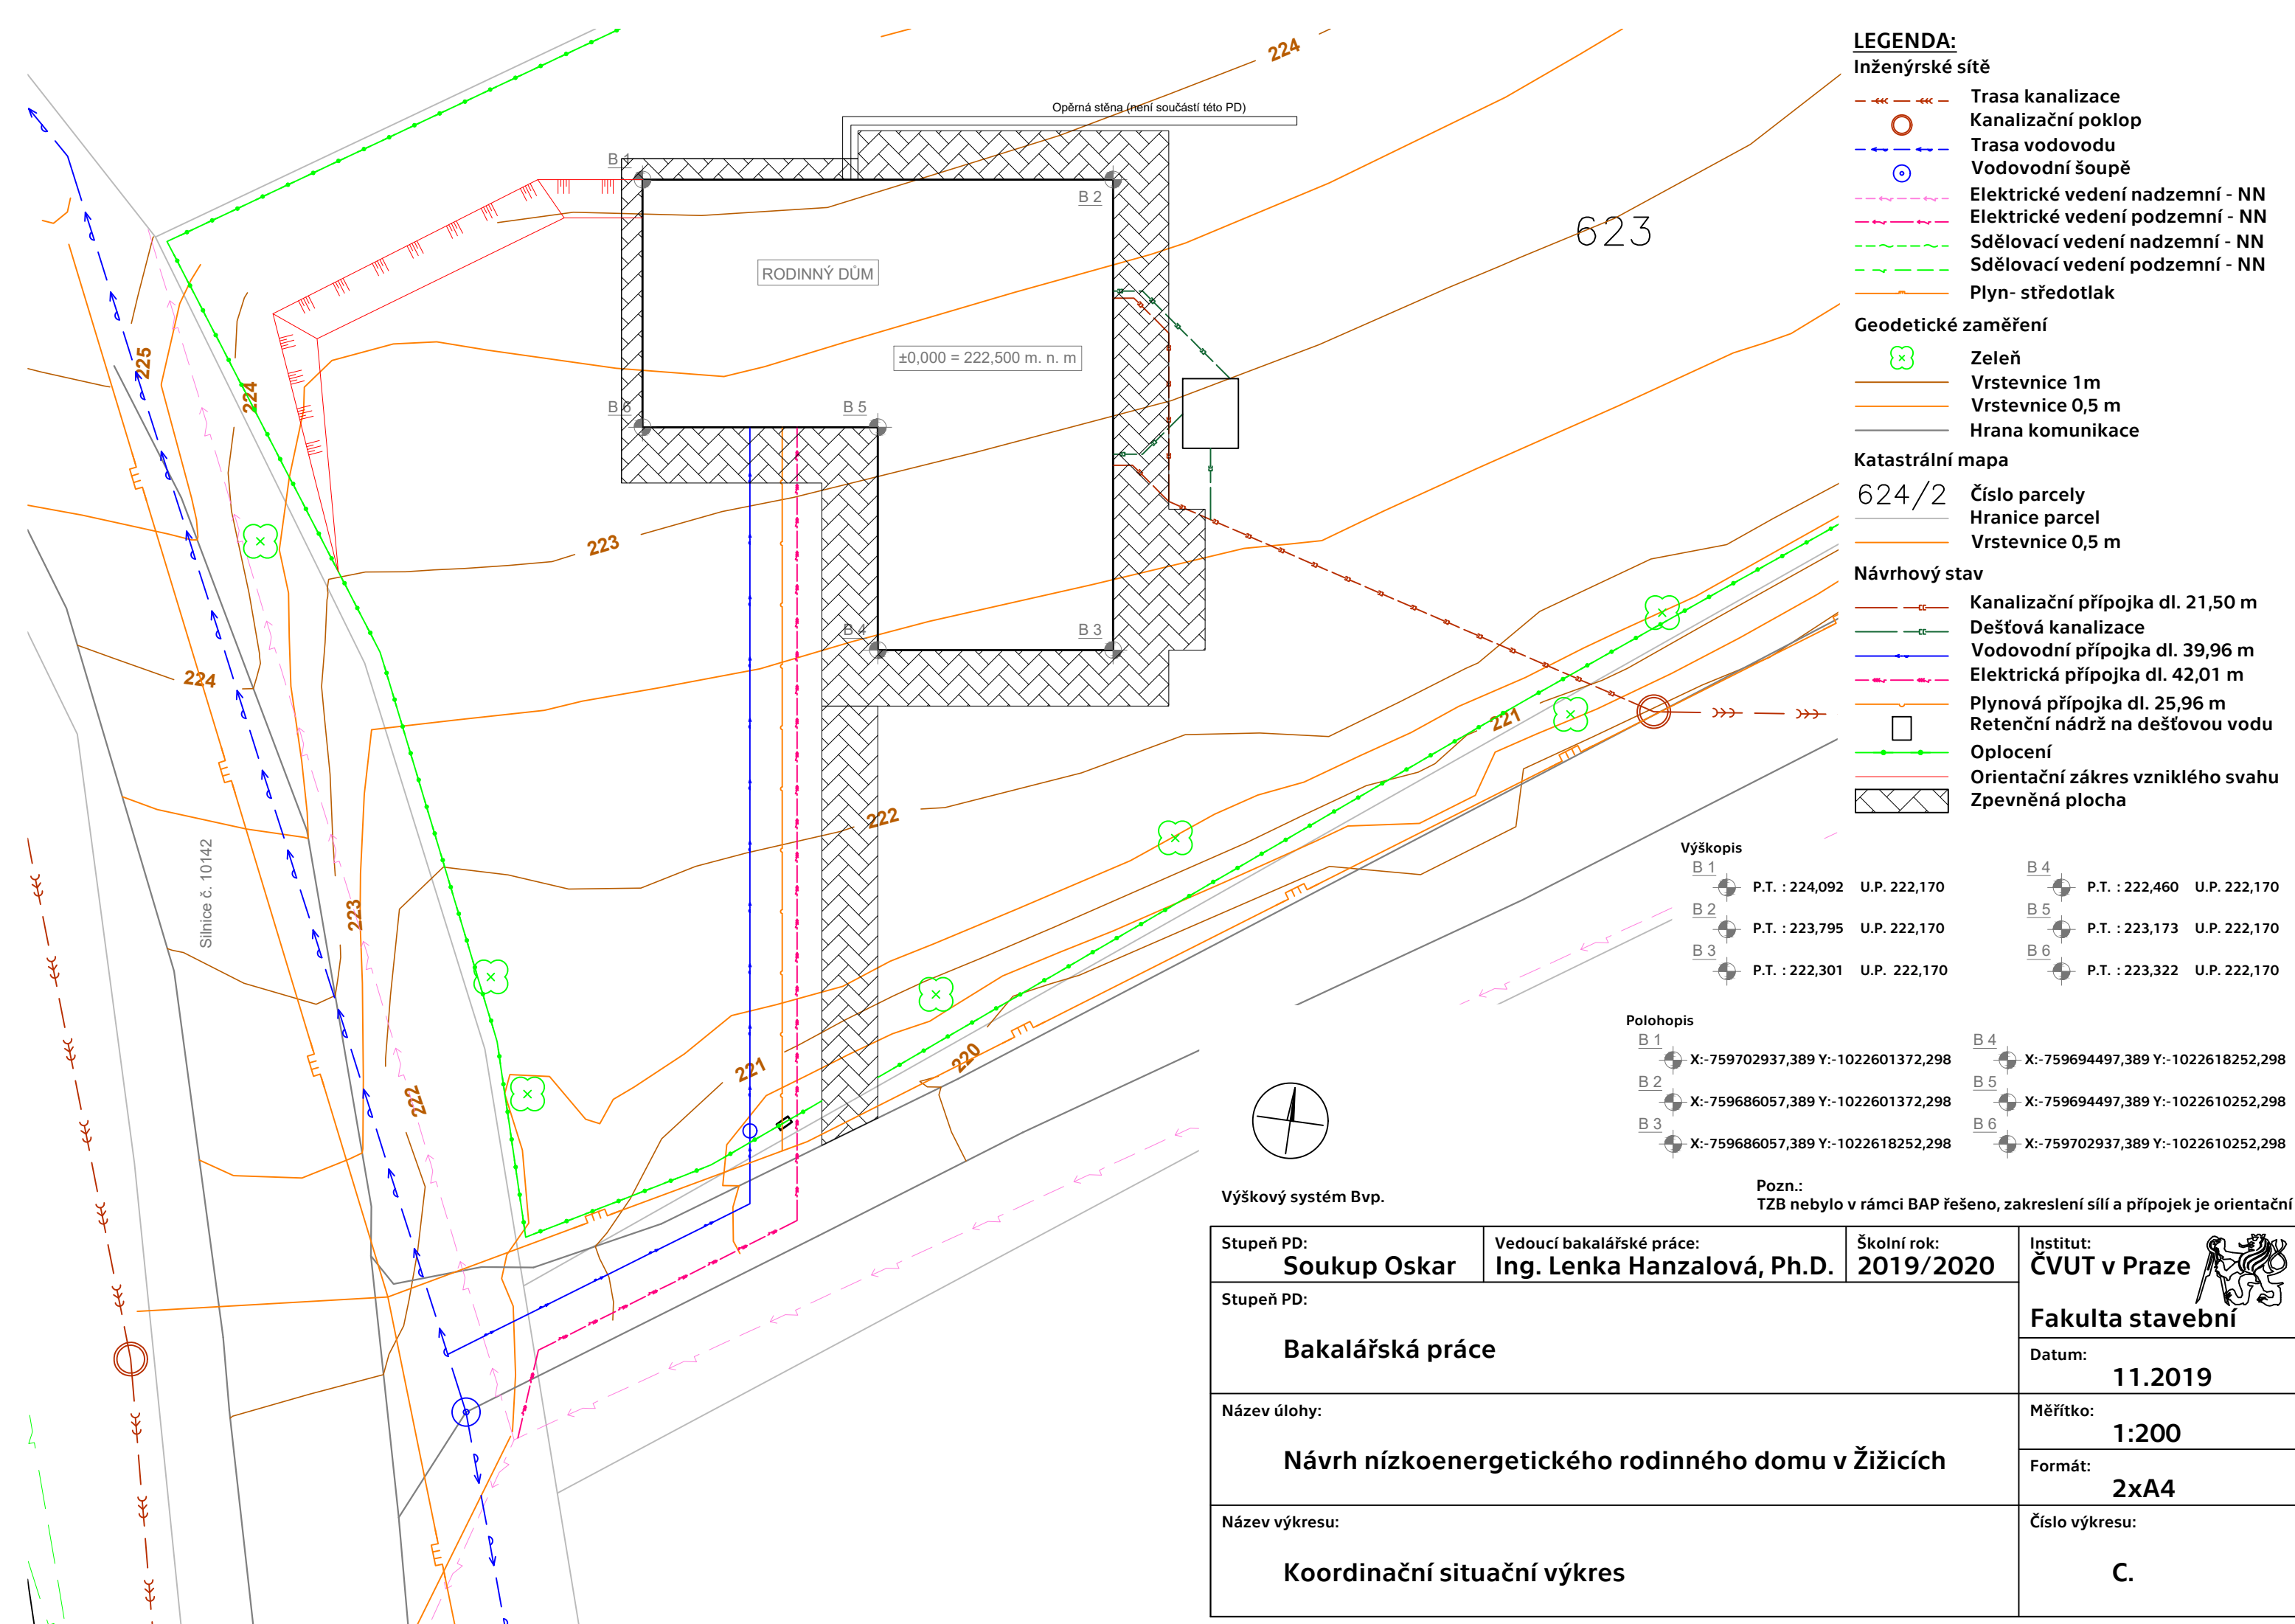 224
Opěrná stěna (není součástí této PD)
B 1
B 2
RODINNÝ DŮM
623
±0,000 = 222,500 m. n. m
225
224
B 6
B 5
223
B 4
B 3
224
221
222
Silnice č. 10142
223
220
221
222
LEGENDA:
Inženýrské sítě
Trasa kanalizace
Kanalizační poklop
Trasa vodovodu
Vodovodní šoupě
Elektrické vedení nadzemní - NN
Elektrické vedení podzemní - NN
Sdělovací vedení nadzemní - NN
Sdělovací vedení podzemní - NN
Plyn- středotlak
Geodetické zaměření
Zeleň
Vrstevnice 1m
Vrstevnice 0,5 m
Hrana komunikace
Katastrální mapa
624/2 Číslo parcely
Hranice parcel
Vrstevnice 0,5 m
Návrhový stav
Kanalizační přípojka dl. 21,50 m
Dešťová kanalizace
Vodovodní přípojka dl. 39,96 m
Elektrická přípojka dl. 42,01 m
Plynová přípojka dl. 25,96 m
Retenční nádrž na dešťovou vodu
Oplocení
Orientační zákres vzniklého svahu
Zpevněná plocha
Výškopis
B 1 P.T. : 224,092 U.P. 222,170
B 2 P.T. : 223,795 U.P. 222,170
B 3 P.T. : 222,301 U.P. 222,170
B 4 P.T. : 222,460 U.P. 222,170
B 5 P.T. : 223,173 U.P. 222,170
B 6 P.T. : 223,322 U.P. 222,170
Polohopis
B 1 X:-759702937,389 Y:-1022601372,298
B 2 X:-759686057,389 Y:-1022601372,298
B 3 X:-759686057,389 Y:-1022618252,298
B 4 X:-759694497,389 Y:-1022618252,298
B 5 X:-759694497,389 Y:-1022610252,298
B 6 X:-759702937,389 Y:-1022610252,298
Výškový systém Bvp.
Pozn.:
TZB nebylo v rámci BAP řešeno, zakreslení sílí a přípojek je orientační
Stupeň PD:
Soukup Oskar
Vedoucí bakalářské práce:
Ing. Lenka Hanzalová, Ph.D.
Školní rok:
2019/2020
Institut:
ČVUT v Praze
Fakulta stavební
Stupeň PD:
Bakalářská práce
Datum:
11.2019
Název úlohy:
Návrh nízkoenergetického rodinného domu v Žižicích
Měřítko:
1:200
Formát:
2xA4
Název výkresu:
Koordinační situační výkres
Číslo výkresu:
C.